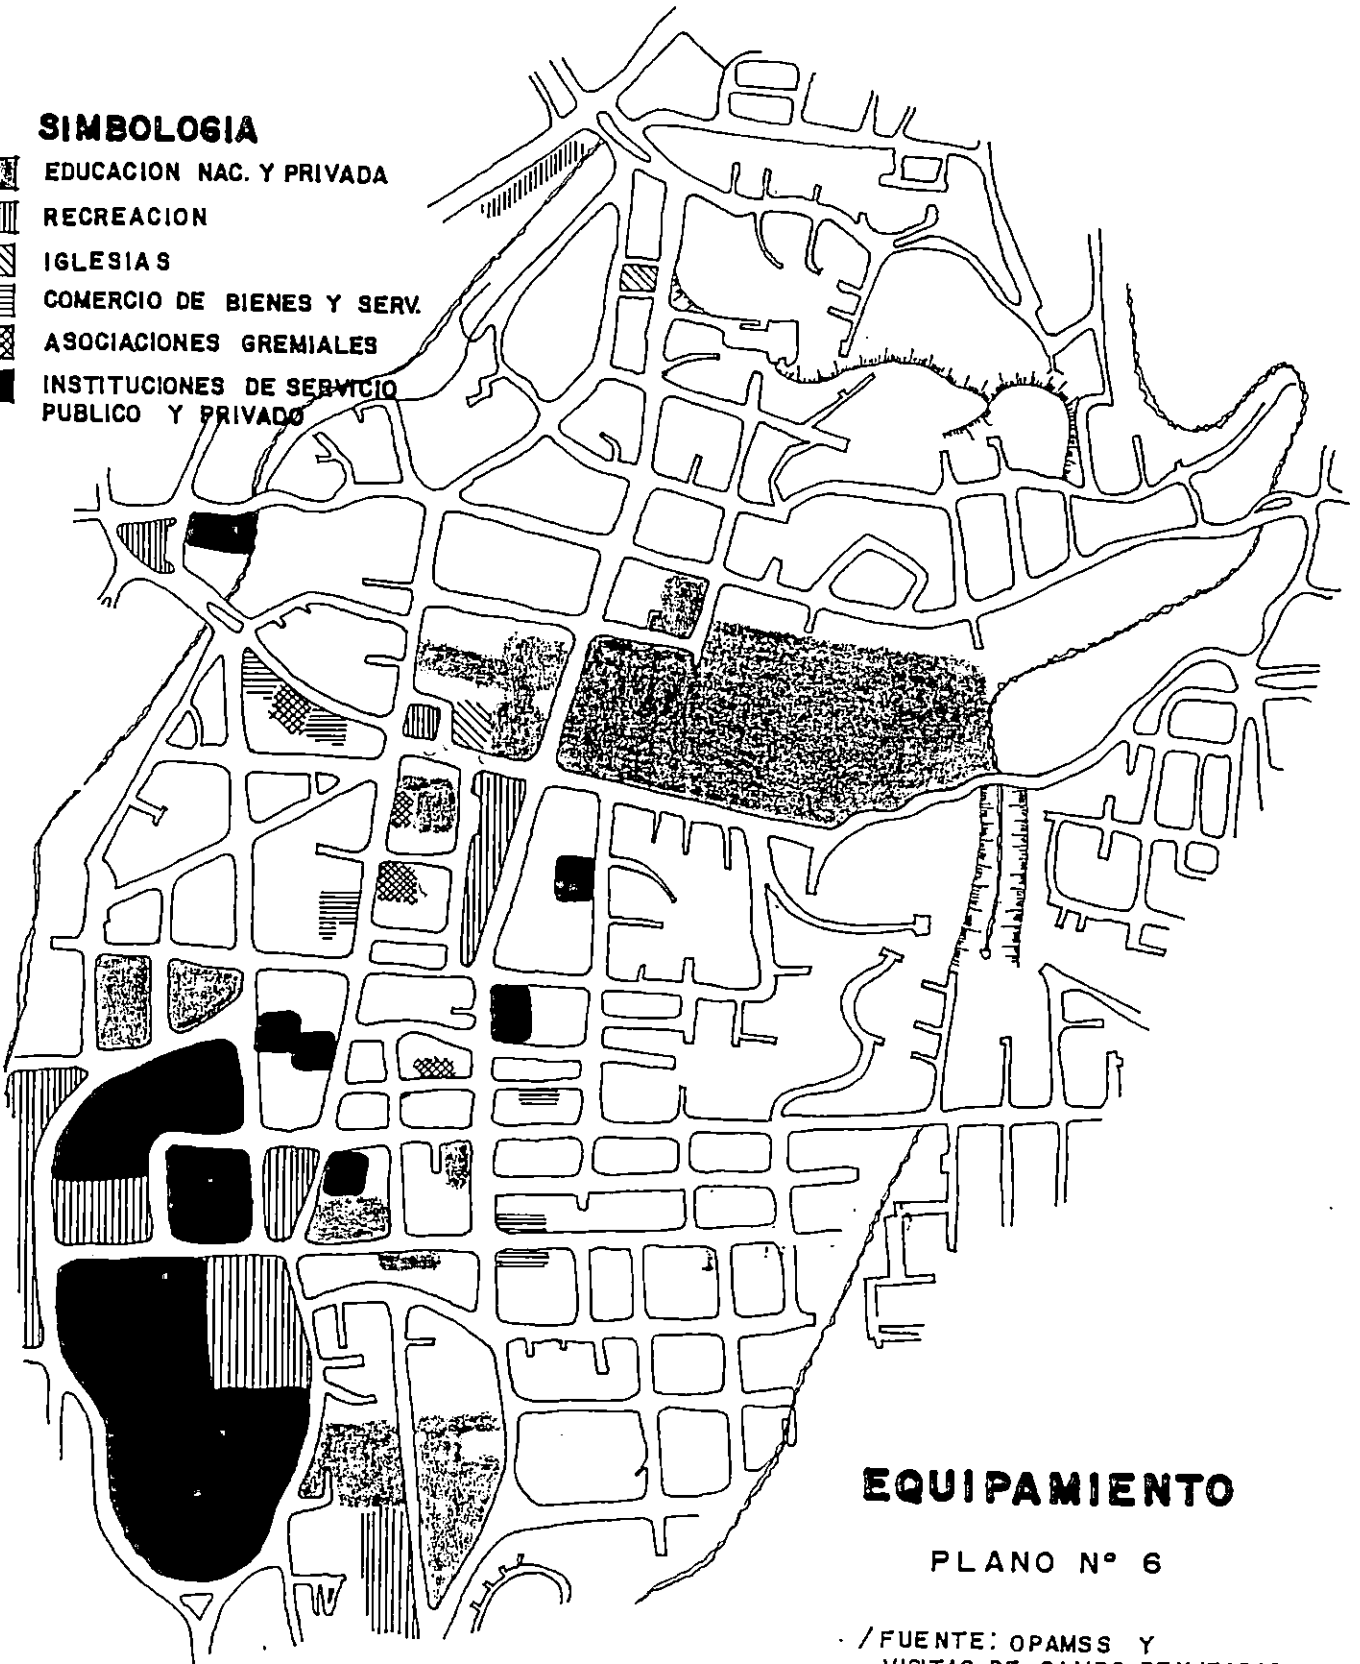 SIMBOLOGIA
EDUCACION NAC. Y PRIVADA
RECREACION
IGLESIAS
COMERCIO DE BIENES Y SERV.
ASOCIACIONES GREMIALES
INSTITUCIONES DE SERVICIO
PUBLICO Y PRIVADO
EQUIPAMIENTO
PLANO Nº 6
/FUENTE: OPAMSS Y